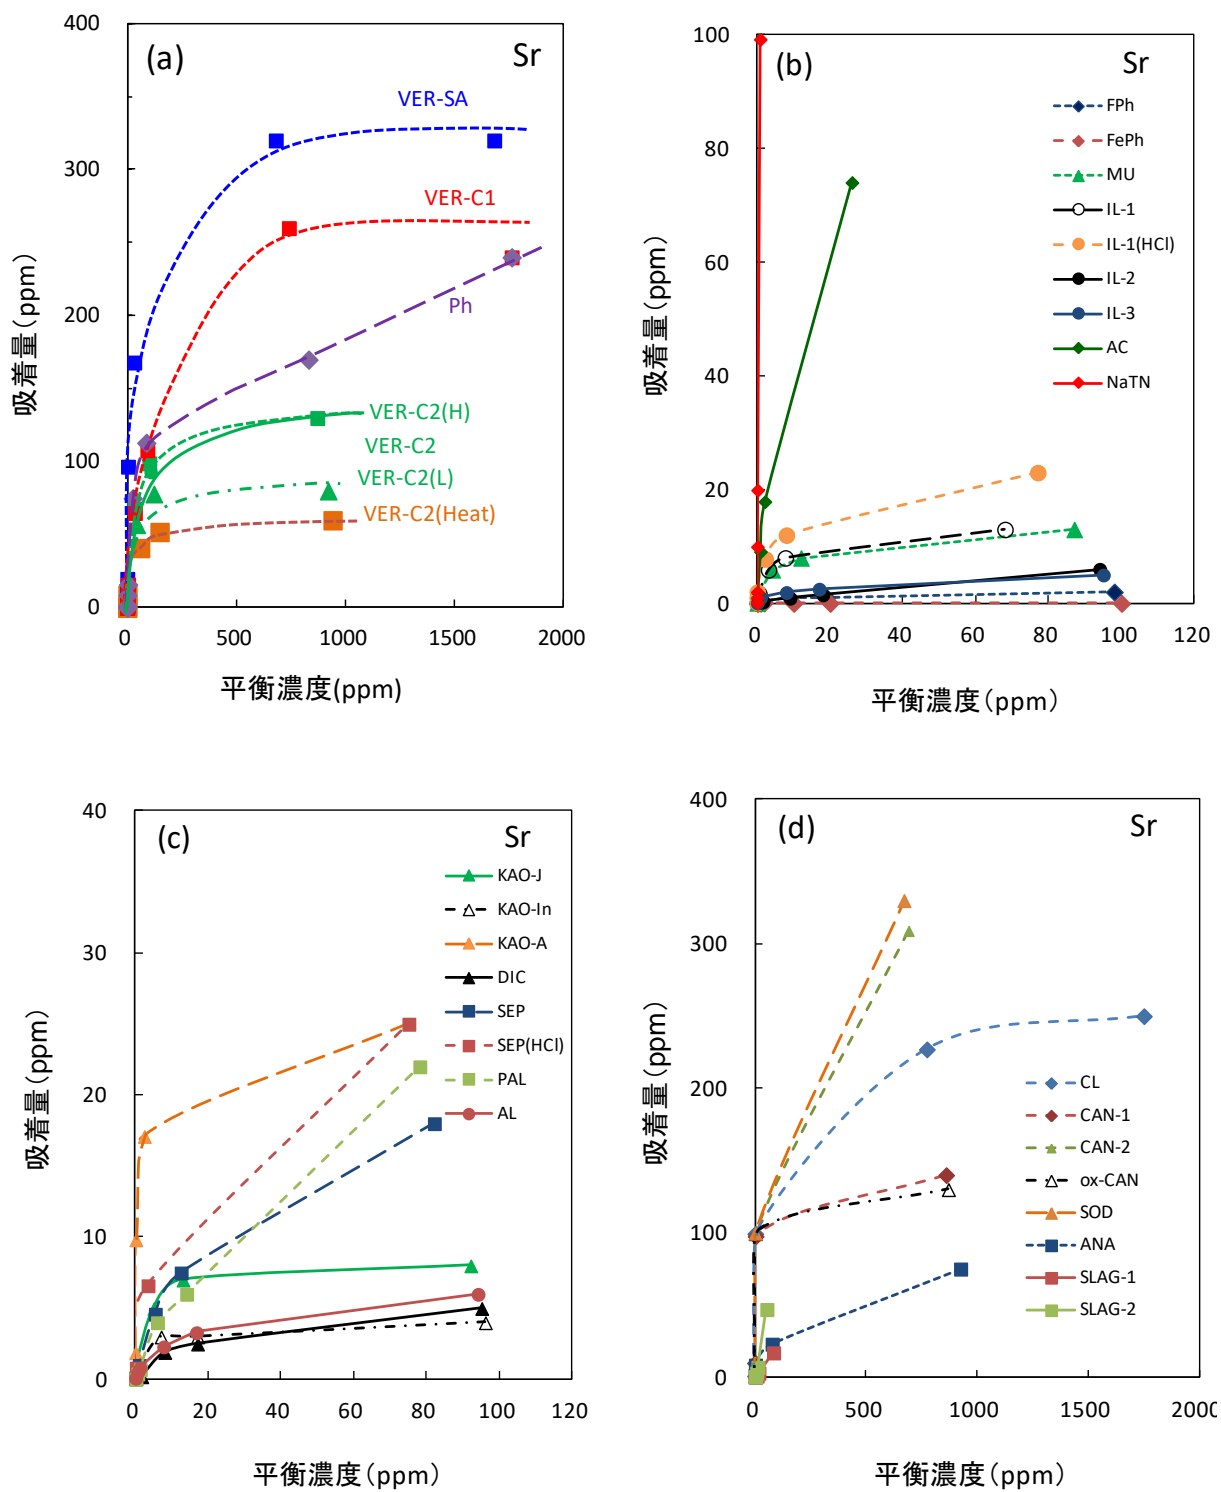 (a)
Sr
吸着量(ppm)
400
300
200
100
0
VER-SA
VER-C1
Ph
VER-C2(H)
VER-C2
VER-C2(L)
VER-C2(Heat)
0
500
1000
1500
2000
平衡濃度(ppm)
(b)
Sr
吸着量(ppm)
100
80
60
40
20
0
FPh
FePh
MU
IL-1
IL-1(HCl)
IL-2
IL-3
AC
NaTN
0
20
40
60
80
100
120
平衡濃度(ppm)
(c)
Sr
吸着量(ppm)
40
30
20
10
0
KAO-J
KAO-In
KAO-A
DIC
SEP
SEP(HCl)
PAL
AL
0
20
40
60
80
100
120
平衡濃度(ppm)
(d)
Sr
吸着量(ppm)
400
300
200
100
0
CL
CAN-1
CAN-2
ox-CAN
SOD
ANA
SLAG-1
SLAG-2
0
500
1000
1500
2000
平衡濃度(ppm)